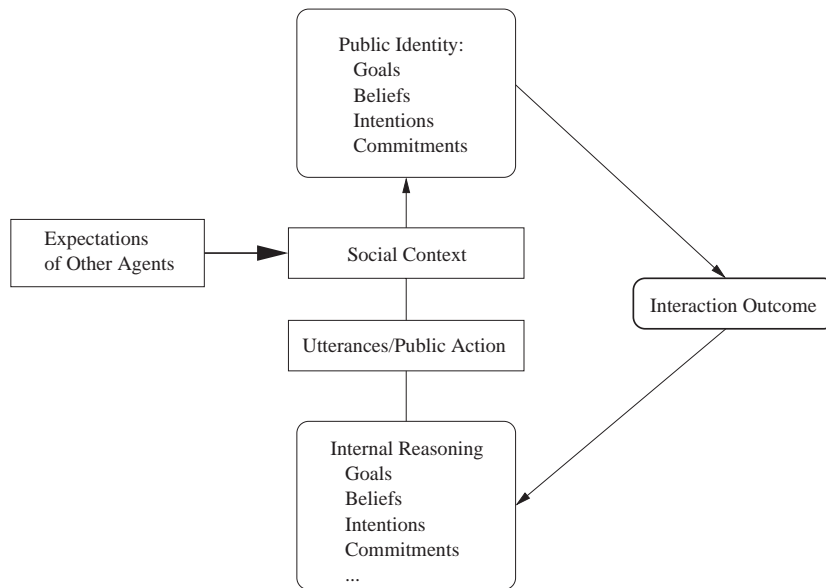 Public Identity:
Goals
Beliefs
Intentions
Commitments
Expectations
of Other Agents
Social Context
Interaction Outcome
Utterances/Public Action
Internal Reasoning
Goals
Beliefs
Intentions
Commitments
...